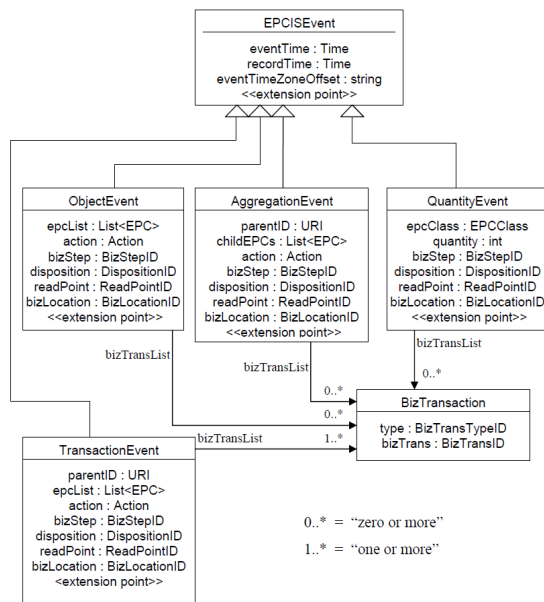 EPCISEvent
eventTime : Time
recordTime : Time
eventTimeZoneOffset : string
<<extension point>>
ObjectEvent
epcList : List<EPC>
action : Action
bizStep : BizStepID
disposition : DispositionID
readPoint : ReadPointID
bizLocation : BizLocationID
<<extension point>>
AggregationEvent
parentID : URI
childEPCs : List<EPC>
action : Action
bizStep : BizStepID
disposition : DispositionID
readPoint : ReadPointID
bizLocation : BizLocationID
<<extension point>>
QuantityEvent
epcClass : EPCClass
quantity : int
bizStep : BizStepID
disposition : DispositionID
readPoint : ReadPointID
bizLocation : BizLocationID
<<extension point>>
bizTransList
bizTransList
bizTransList
0..*
0..*
0..*
BizTransaction
type : BizTransTypeID
bizTrans : BizTransID
TransactionEvent
parentID : URI
epcList : List<EPC>
action : Action
bizStep : BizStepID
disposition : DispositionID
readPoint : ReadPointID
bizLocation : BizLocationID
<extension point>>
bizTransList
1..*
0..* = “zero or more”
1..* = “one or more”